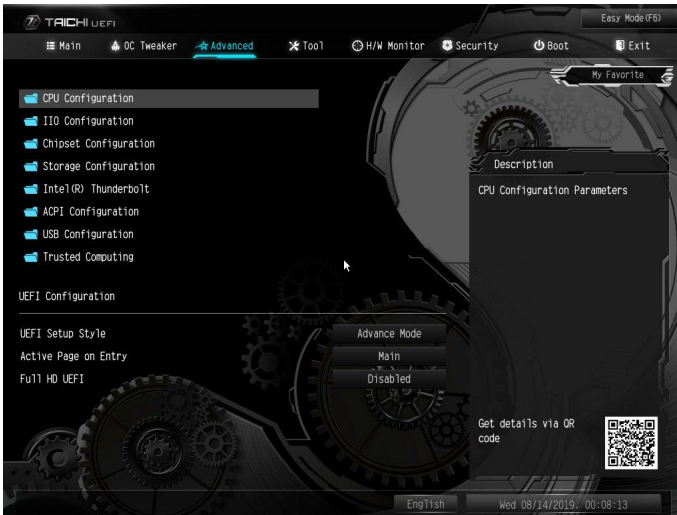 TAICHI UEFI
Easy Mode(F6)
Main
OC Tweaker
Advanced
Tool
H/W Monitor
Security
Boot
Exit
My Favorite
CPU Configuration
IIO Configuration
Chipset Configuration
Storage Configuration
Intel(R) Thunderbolt
ACPI Configuration
USB Configuration
Trusted Computing
Description
CPU Configuration Parameters
UEFI Configuration
UEFI Setup Style
Advance Mode
Active Page on Entry
Main
Full HD UEFI
Disabled
Get details via QR
code
English
Wed 08/14/2019. 00:08:13